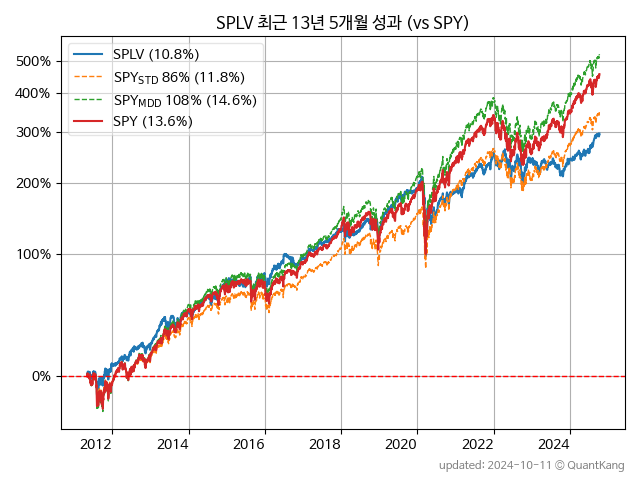 SPLV 최근 13년 5개월 성과 (vs SPY)
SPLV (10.8%)
SPY_STD 86% (11.8%)
SPY_MDD 108% (14.6%)
SPY (13.6%)
500%
400%
300%
200%
100%
0%
2012 2014 2016 2018 2020 2022 2024
updated: 2024-10-11 © QuantKang